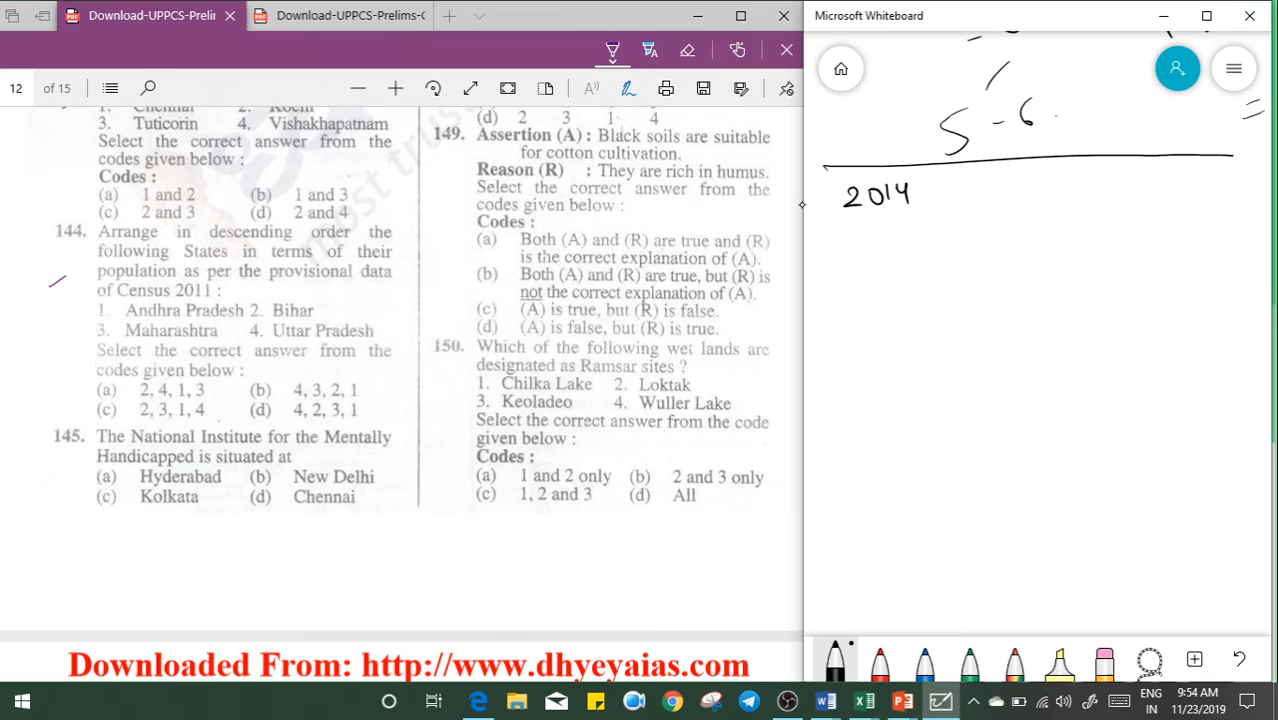 Download-UPPCS-Prelin
Download-UPPCS-Prelims-G
Microsoft Whiteboard
12 of 15
1. Chennai 2. Kochi
3. Tuticorin 4. Vishakhapatnam
Select the correct answer from the
codes given below :
Codes :
(a) 1 and 2 (b) 1 and 3
(c) 2 and 3 (d) 2 and 4
144. Arrange in descending order the
following States in terms of their
population as per the provisional data
of Census 2011 :
1. Andhra Pradesh 2. Bihar
3. Maharashtra 4. Uttar Pradesh
Select the correct answer from the
codes given below :
(a) 2, 4, 1, 3 (b) 4, 3, 2, 1
(c) 2, 3, 1, 4 (d) 4, 2, 3, 1
145. The National Institute for the Mentally
Handicapped is situated at
(a) Hyderabad (b) New Delhi
(c) Kolkata (d) Chennai
(d) 2 3 1 4
149. Assertion (A) : Black soils are suitable
for cotton cultivation.
Reason (R) : They are rich in humus.
Select the correct answer from the
codes given below :
Codes :
(a) Both (A) and (R) are true and (R)
is the correct explanation of (A).
(b) Both (A) and (R) are true, but (R) is
not the correct explanation of (A).
(c) (A) is true, but (R) is false.
(d) (A) is false, but (R) is true.
150. Which of the following wet lands are
designated as Ramsar sites ?
1. Chilka Lake 2. Loktak
3. Keoladeo 4. Wuller Lake
Select the correct answer from the code
given below :
Codes :
(a) 1 and 2 only (b) 2 and 3 only
(c) 1, 2 and 3 (d) All
most trus
Downloaded From: http://www.dhyeyaias.com
5 - 6
=
2014
ENG
IN
9:54 AM
11/23/2019